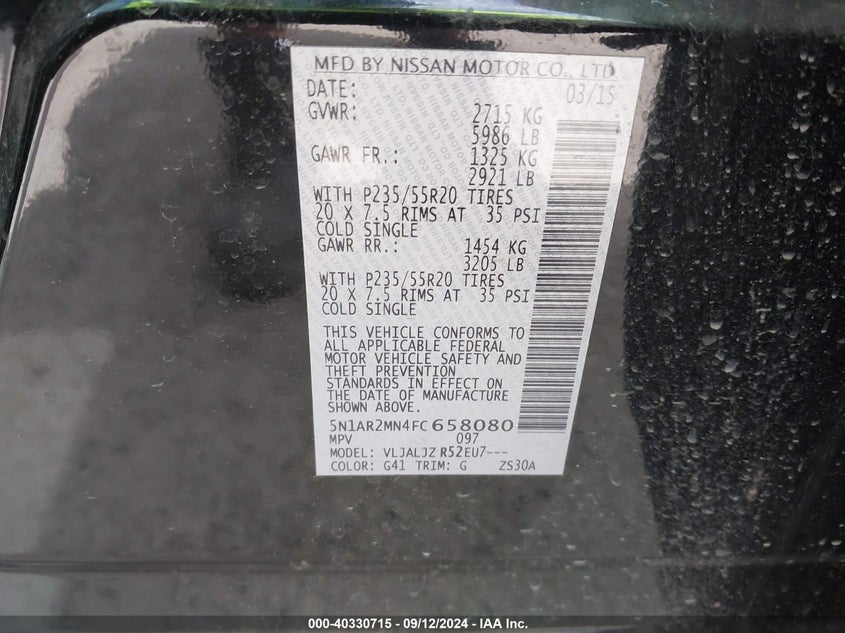 MFD BY NISSAN MOTOR CO., LTD
DATE: 03/15
GVWR: 2715 KG
5986 LB
GAWR FR.: 1325 KG
2921 LB
WITH P235/55R20 TIRES
20 X 7.5 RIMS AT 35 PSI
COLD SINGLE
GAWR RR.: 1454 KG
3205 LB
WITH P235/55R20 TIRES
20 X 7.5 RIMS AT 35 PSI
COLD SINGLE
THIS VEHICLE CONFORMS TO
ALL APPLICABLE FEDERAL
MOTOR VEHICLE SAFETY AND
THEFT PREVENTION
STANDARDS IN EFFECT ON
THE DATE OF MANUFACTURE
SHOWN ABOVE.
5N1AR2MN4FC658080
MPV 097
MODEL: VLJALJZ R52EU7---
COLOR: G41 TRIM: G ZS30A
000-40330715 - 09/12/2024 - IAA Inc.